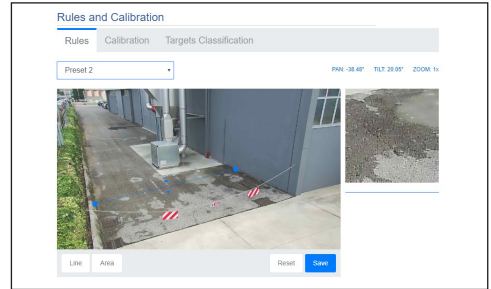 Rules and Calibration
Rules Calibration Targets Classification
Preset 2 PAN: -38.48° TILT: 20.05° ZOOM: 1x
Line Area Reset Save